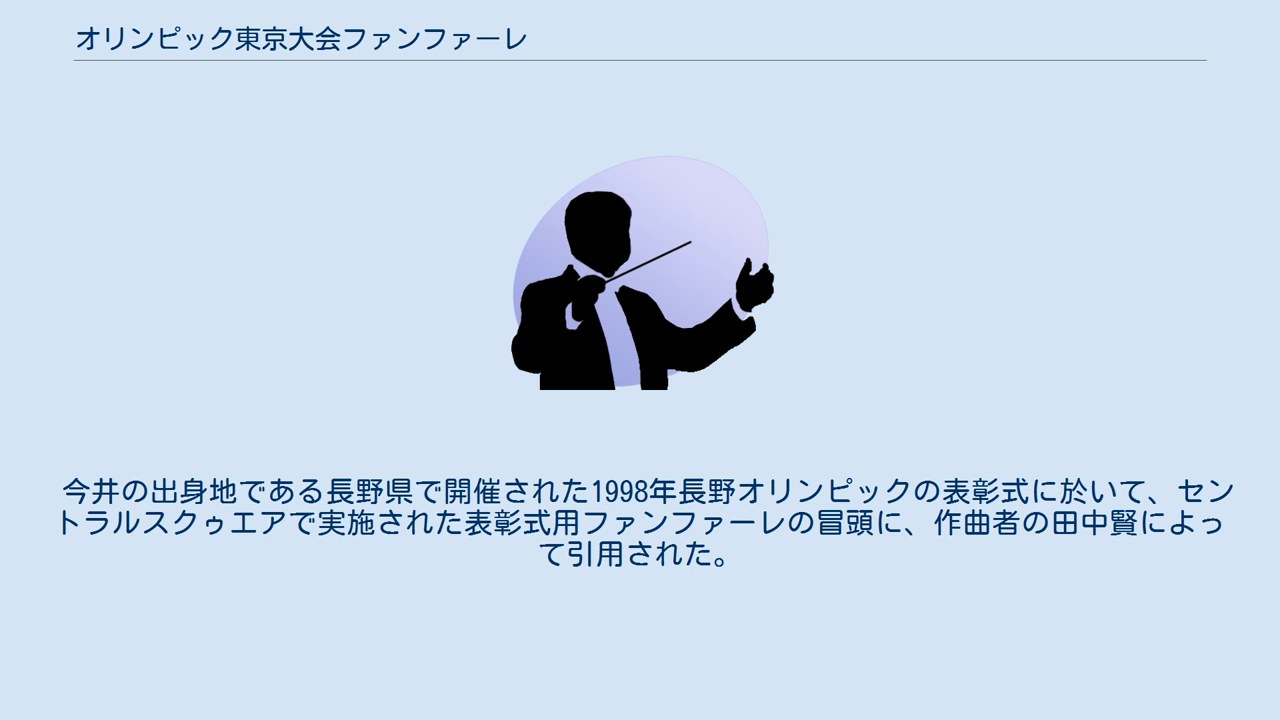 オリンピック東京大会ファンファーレ
今井の出身地である長野県で開催された1998年長野オリンピックの表彰式に於いて、セン
トラルスクゥエアで実施された表彰式用ファンファーレの冒頭に、作曲者の田中賢によっ
て引用された。